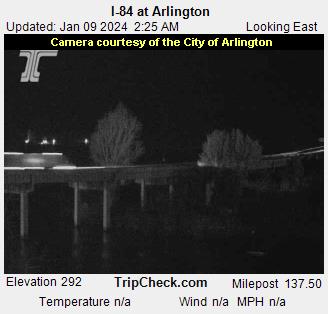 I-84 at Arlington
Updated: Jan 09 2024 2:25 AM Looking East
Camera courtesy of the City of Arlington
Elevation 292 TripCheck.com Milepost 137.50
Temperature n/a Wind n/a MPH n/a